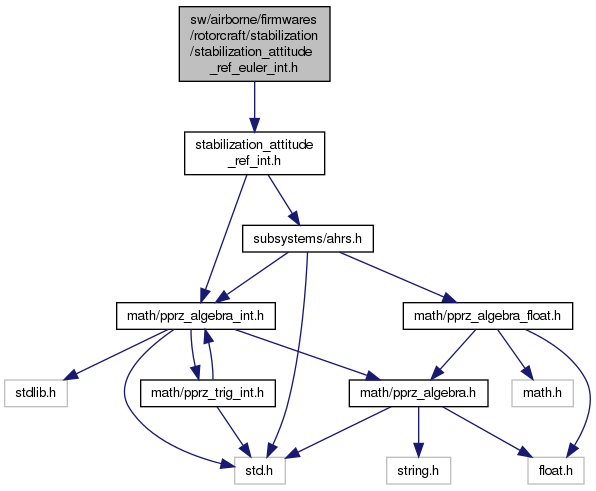 sw/airborne/firmwares
/rotorcraft/stabilization
/stabilization_attitude
_ref_euler_int.h
stabilization_attitude
_ref_int.h
subsystems/ahrs.h
math/pprz_algebra_int.h
math/pprz_algebra_float.h
stdlib.h
math/pprz_trig_int.h
math/pprz_algebra.h
math.h
std.h
string.h
float.h